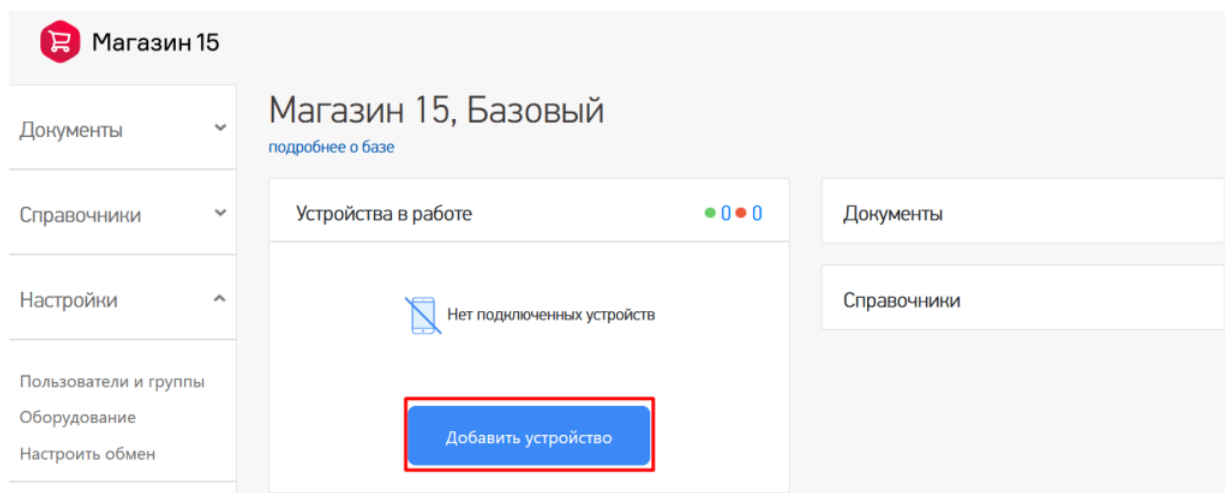 Магазин 15
Документы
Справочники
Настройки
Пользователи и группы
Оборудование
Настроить обмен
Магазин 15, Базовый
подробнее о базе
Устройства в работе 0 0
Нет подключенных устройств
Добавить устройство
Документы
Справочники